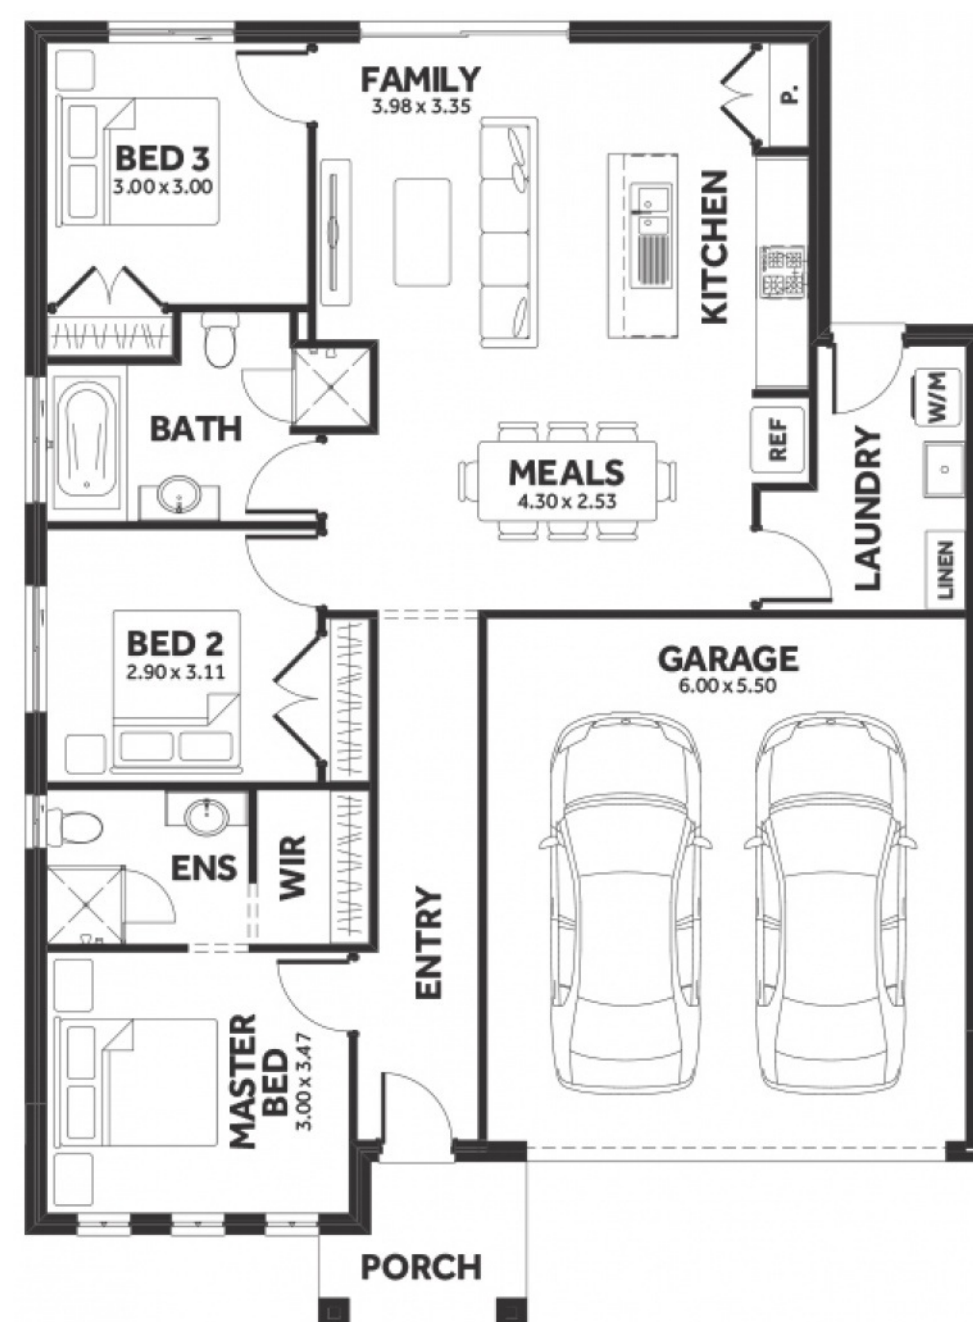 FAMILY
3.98 x 3.35
P.
BED 3
3.00 x 3.00
KITCHEN
W/M
BATH
REF
MEALS
4.30 x 2.53
LAUNDRY
LINEN
BED 2
2.90 x 3.11
GARAGE
6.00 x 5.50
ENS
WIR
ENTRY
MASTER
BED
3.00 x 3.47
PORCH